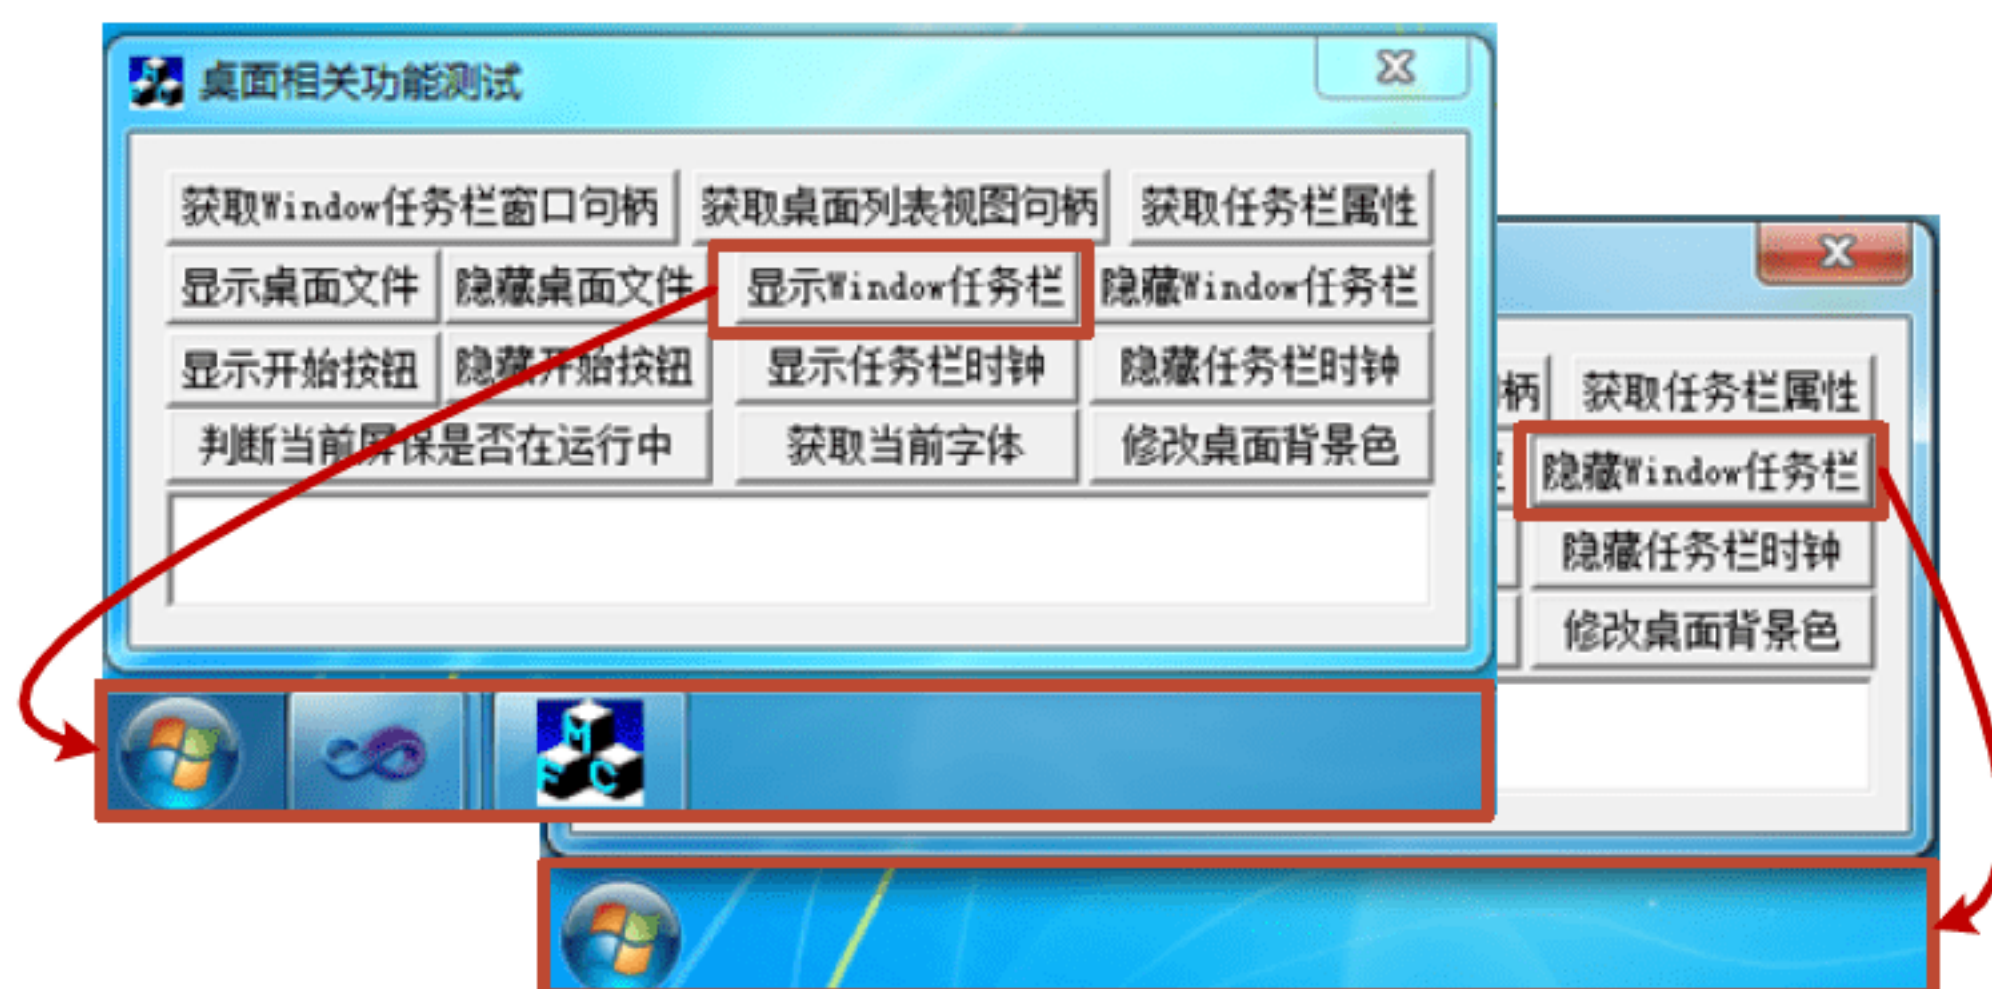 桌面相关功能测试
获取Window任务栏窗口句柄 获取桌面列表视图句柄 获取任务栏属性
显示桌面文件 隐藏桌面文件 显示Window任务栏 隐藏Window任务栏
显示开始按钮 隐藏开始按钮 显示任务栏时钟 隐藏任务栏时钟
判断当前屏保是否在运行中 获取当前字体 修改桌面背景色
柄 获取任务栏属性
隐藏Window任务栏
隐藏任务栏时钟
修改桌面背景色
M
F C